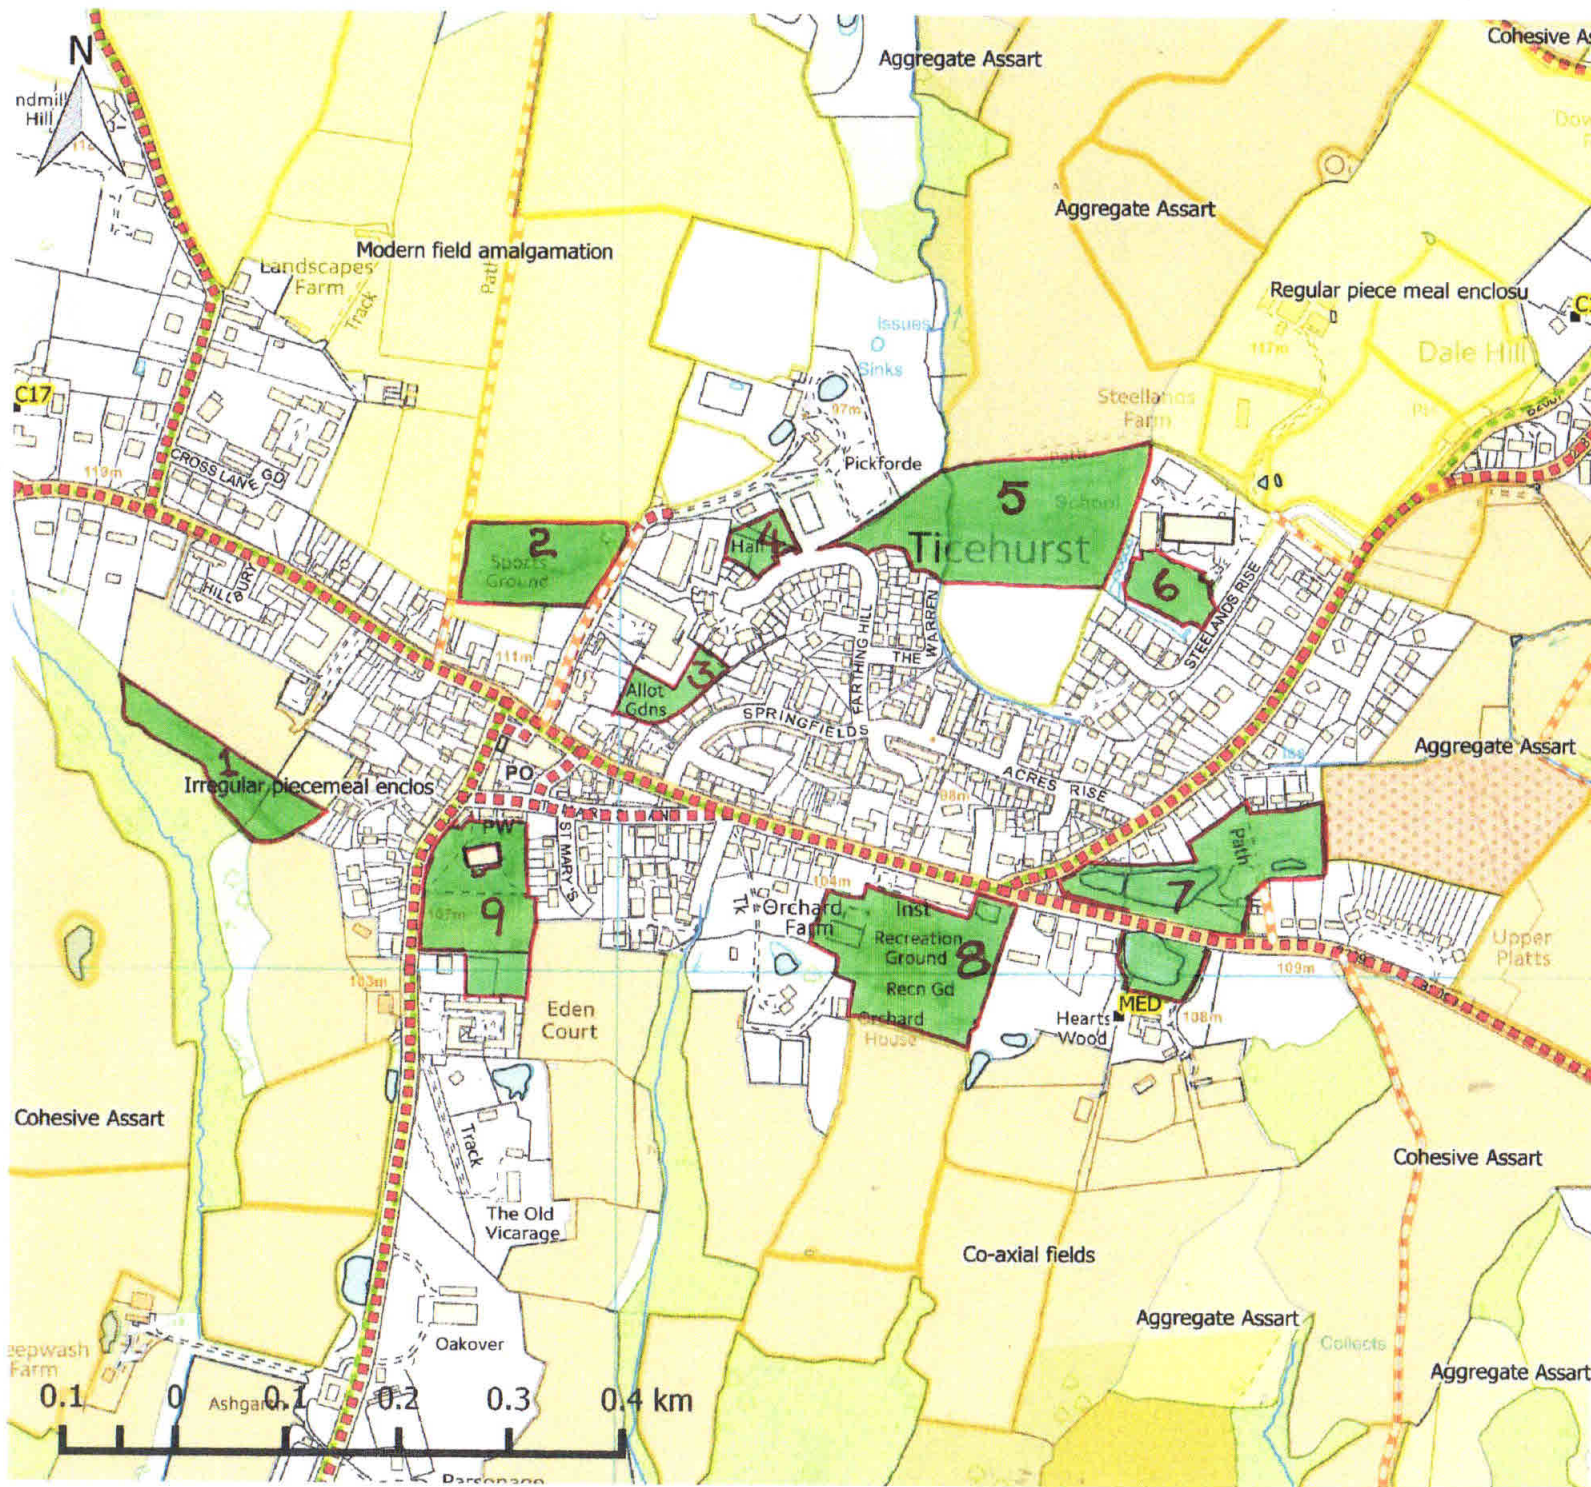 Cohesive As
Aggregate Assart
N
ndmill
Hill
Aggregate Assart
Modern field amalgamation
Landscapes
Farm
Track
Path
Regular piece meal enclosu
117m
Dale Hill
Issues
Sinks
C17
97m
Steellands
Farm
Pickforde
Path
119m
CROSS LANE
GD
5
School
2
Sports
Ground
4
Hall
Ticehurst
6
HILLBURY
111m
THE
WARREN
FARTHING HILL
STEELANDS RISE
3
Allot
Gdns
SPRINGFIELDS
1
Irregular piecemeal enclos
PO
ACRES RISE
98m
Aggregate Assart
PW
ST MARY'S
Path
104m
Tk
Orchard
Farm
Inst
Recreation
Ground
8
Recn Gd
7
9
107m
Upper
Platts
103m
109m
Eden
Court
Orchard
House
MED
Hearts
Wood
108m
Cohesive Assart
Track
Cohesive Assart
The Old
Vicarage
Co-axial fields
Aggregate Assart
Oakover
Collects
eepwash
Farm
Aggregate Assart
Ashgarth
0.1 0 0.1 0.2 0.3 0.4 km
Parsonage